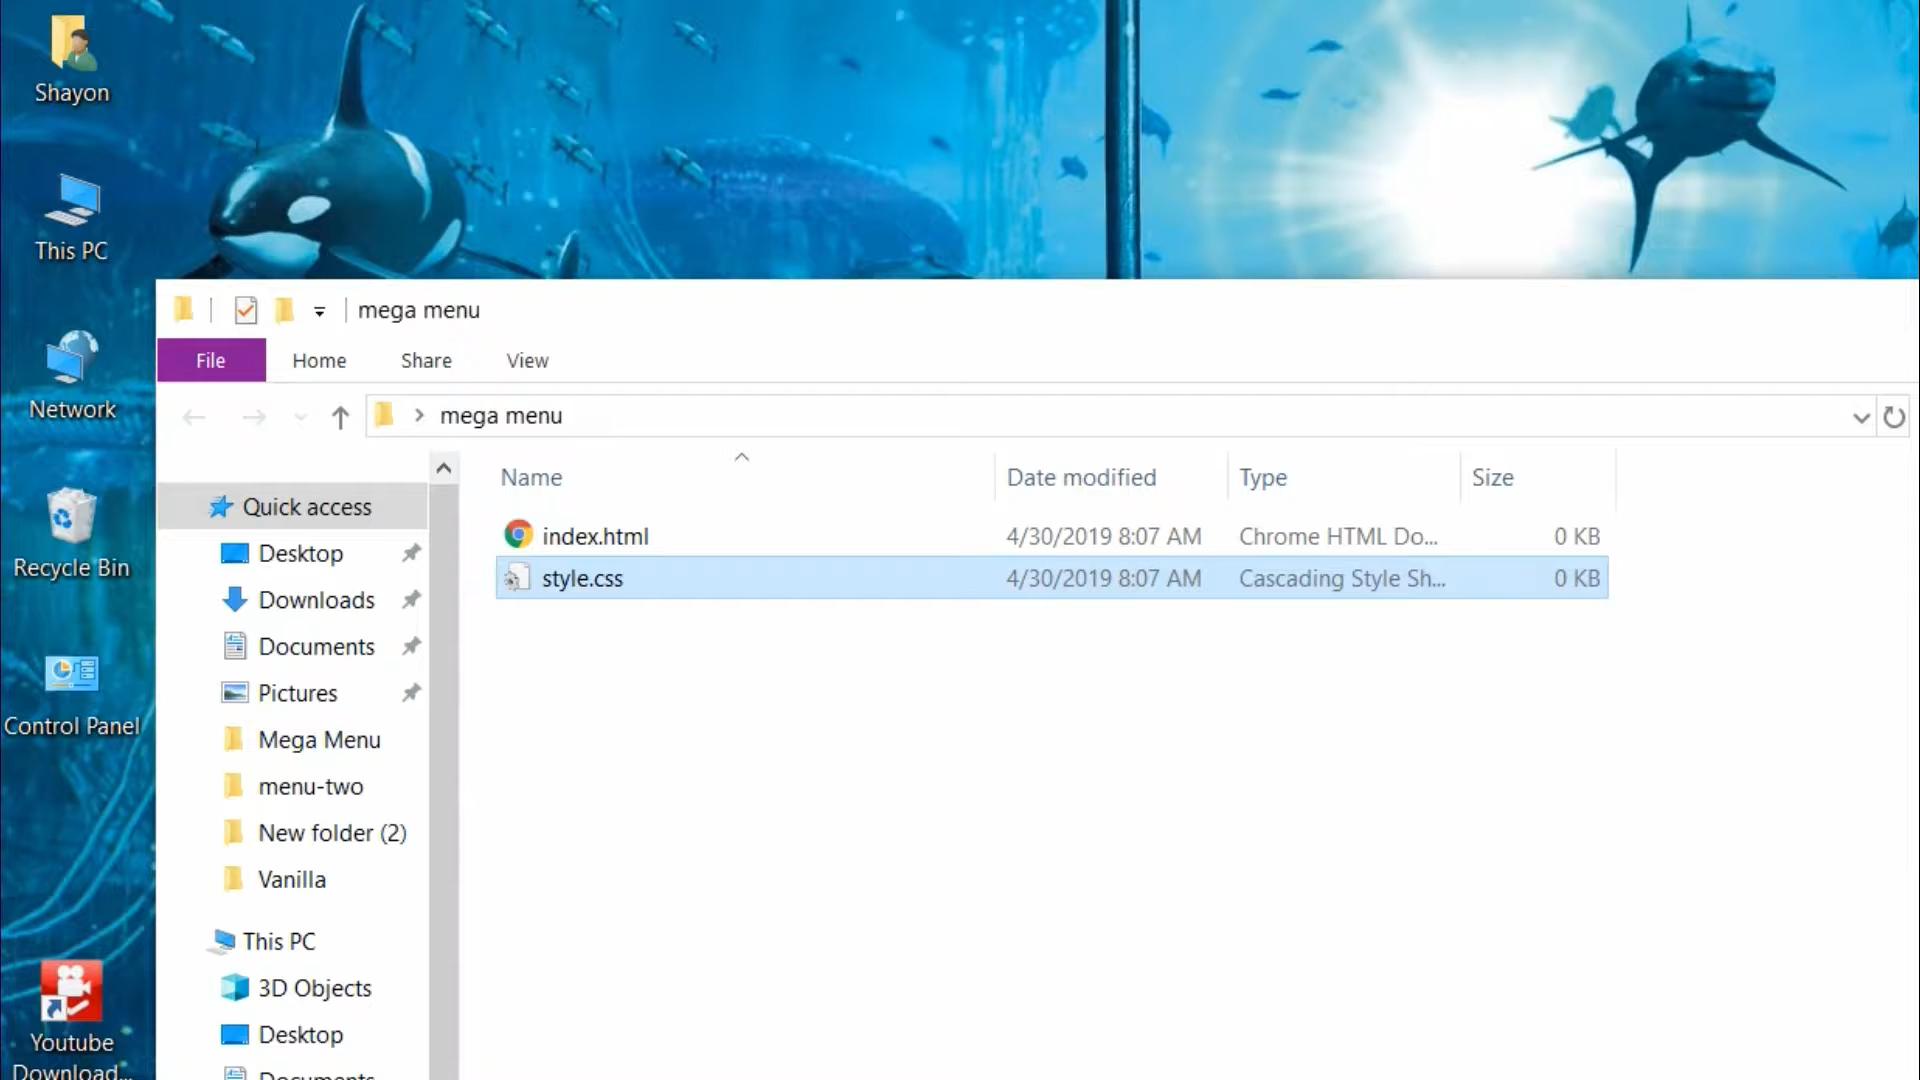 Shayon
This PC
Network
Recycle Bin
Control Panel
Youtube
Download...
mega menu
File Home Share View
mega menu
Name Date modified Type Size
index.html 4/30/2019 8:07 AM Chrome HTML Do... 0 KB
style.css 4/30/2019 8:07 AM Cascading Style Sh... 0 KB
Quick access
Desktop
Downloads
Documents
Pictures
Mega Menu
menu-two
New folder (2)
Vanilla
This PC
3D Objects
Desktop
Documents